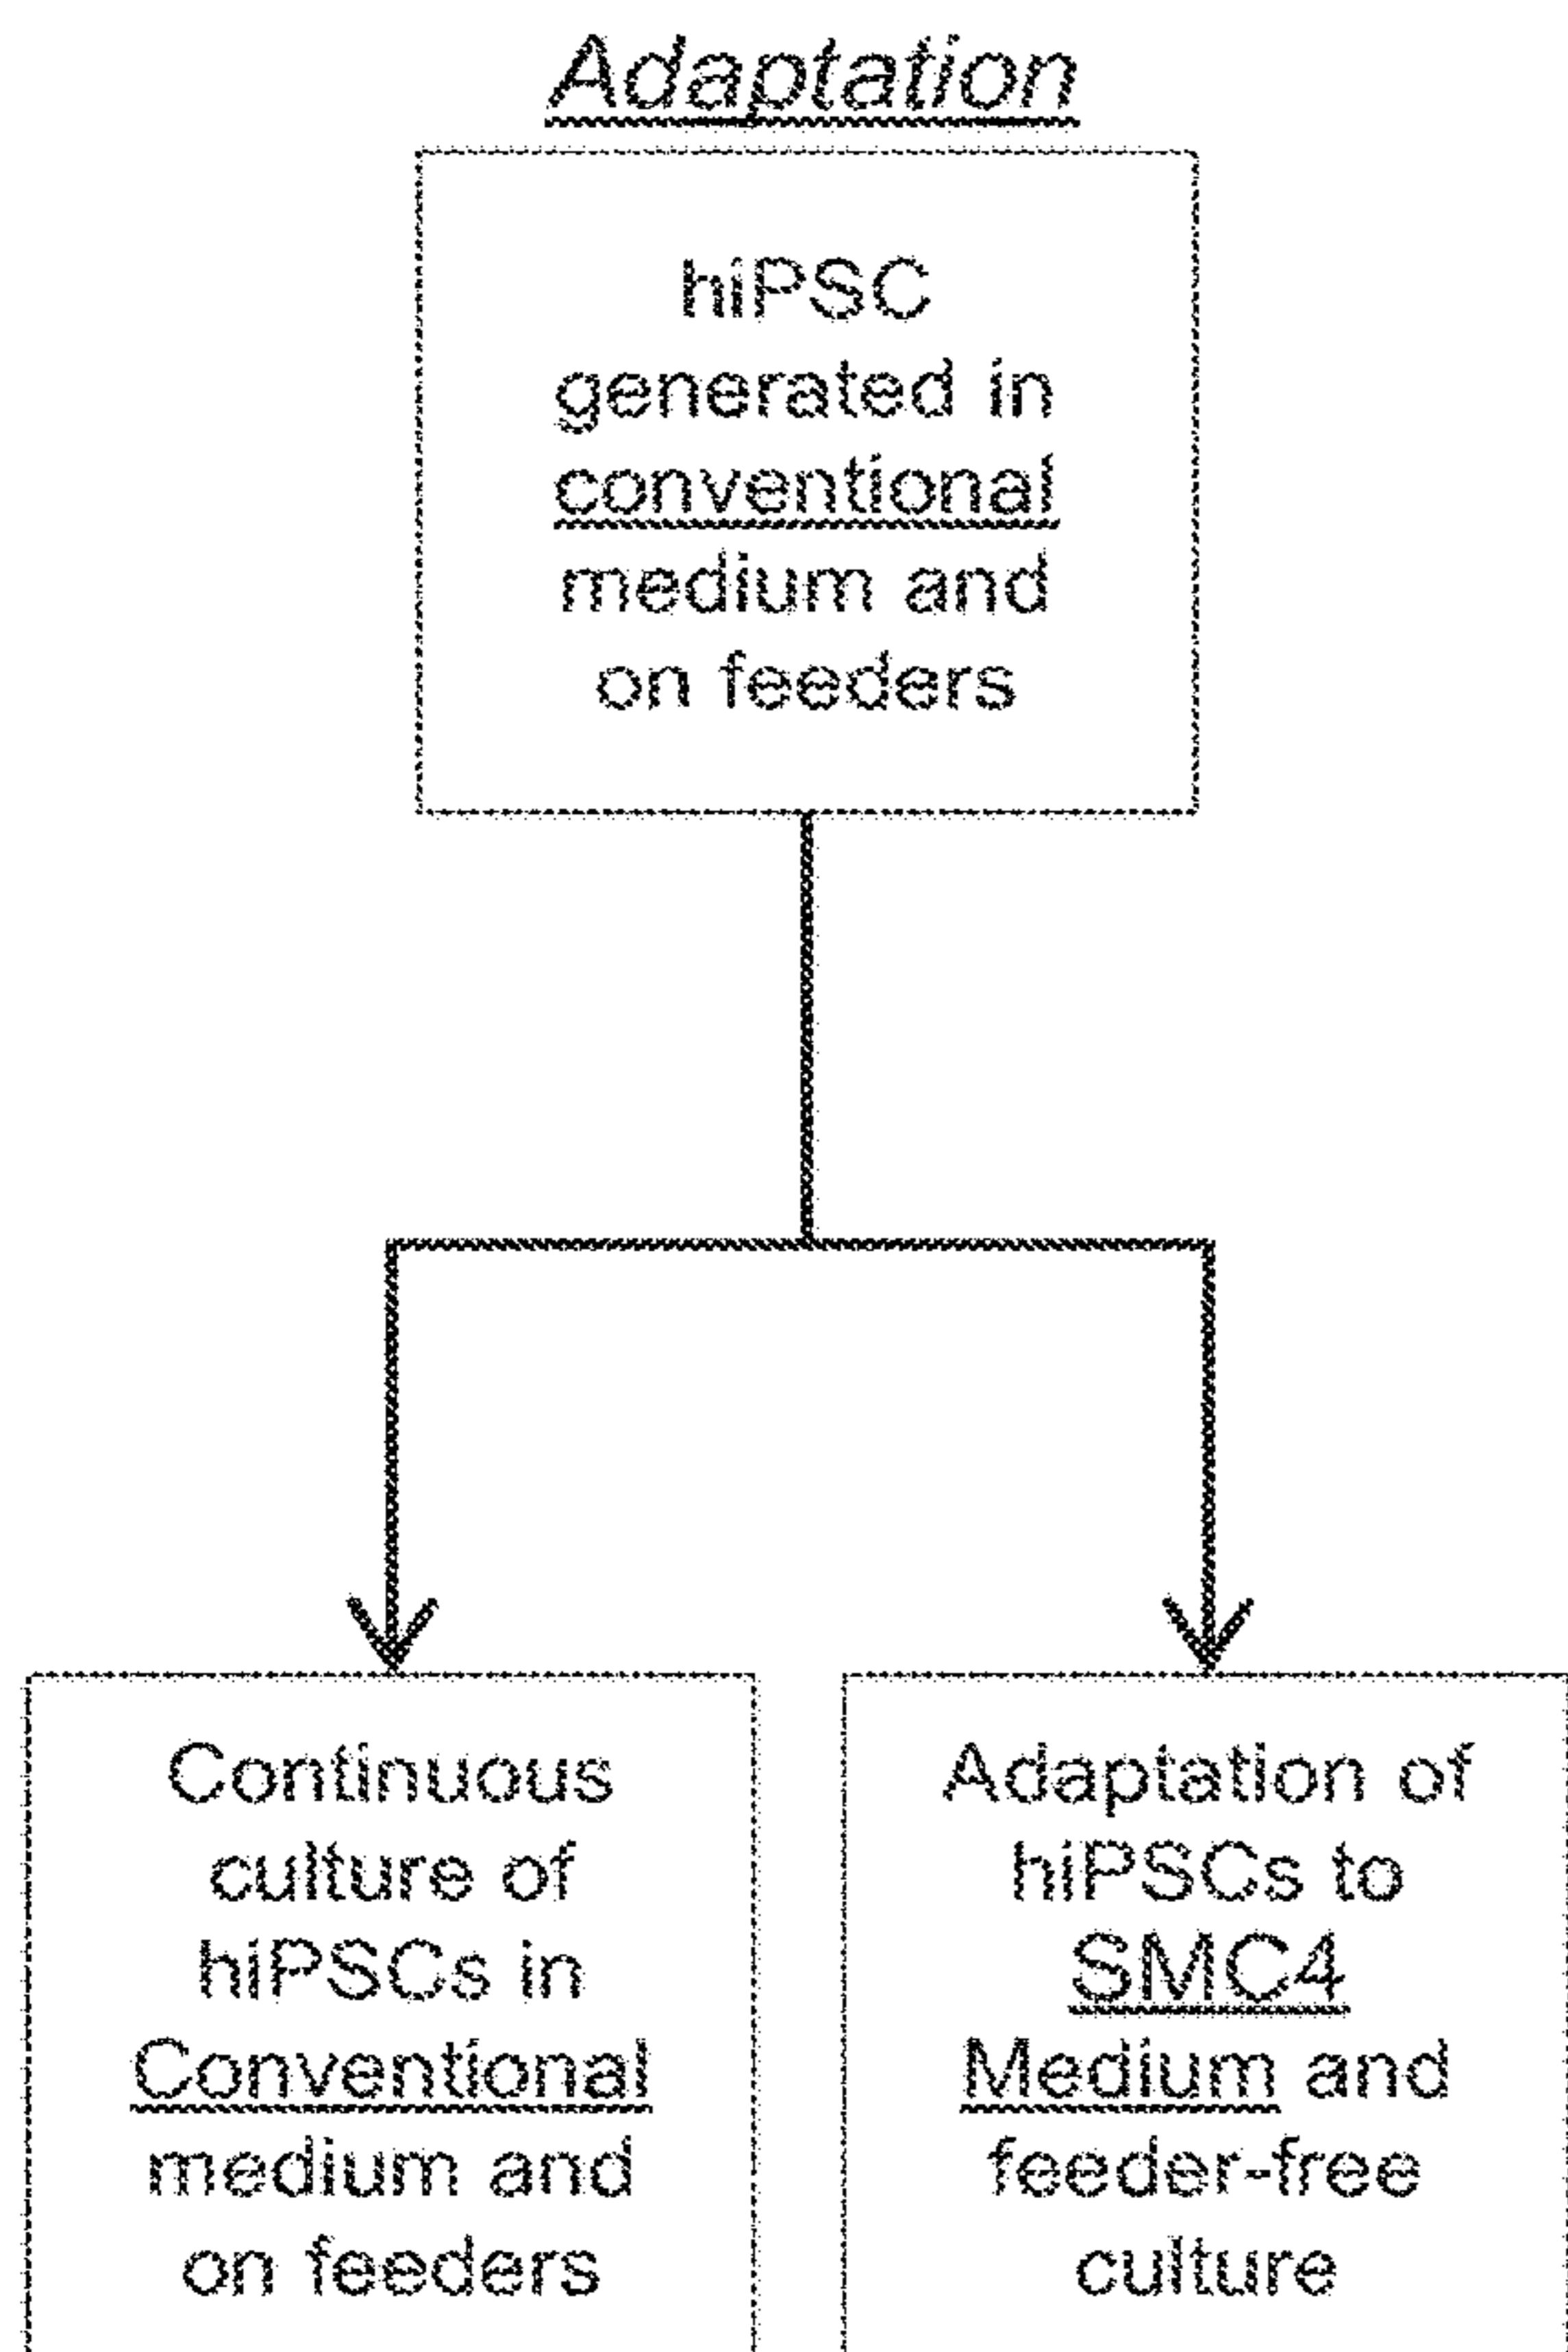 Adaptation
hiPSC
generated in
conventional
medium and
on feeders
Continuous
culture of
hiPSCs in
Conventional
medium and
on feeders
Adaptation of
hiPSCs to
SMC4
Medium and
feeder-free
culture